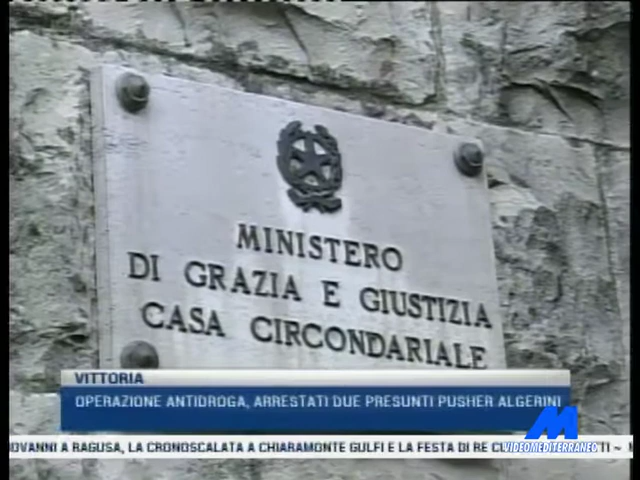 MINISTERO
DI GRAZIA E GIUSTIZIA
CASA CIRCONDARIALE
VITTORIA
OPERAZIONE ANTIDROGA, ARRESTATI DUE PRESUNTI PUSHER ALGERINI
VIDEOMEDITERRANEO
A RAGUSA, LA CRONOSCALATA A CHIARAMONTE GULFI E LA FESTA DI RE